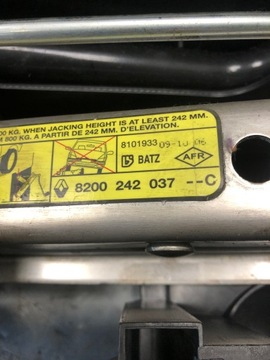 00 KG. WHEN JACKING HEIGHT IS AT LEAST 242 MM.
800 KG. A PARTIR DE 242 MM. D'ELEVATION.
8101933 09-10 06
BATZ AFR
8200 242 037 --C